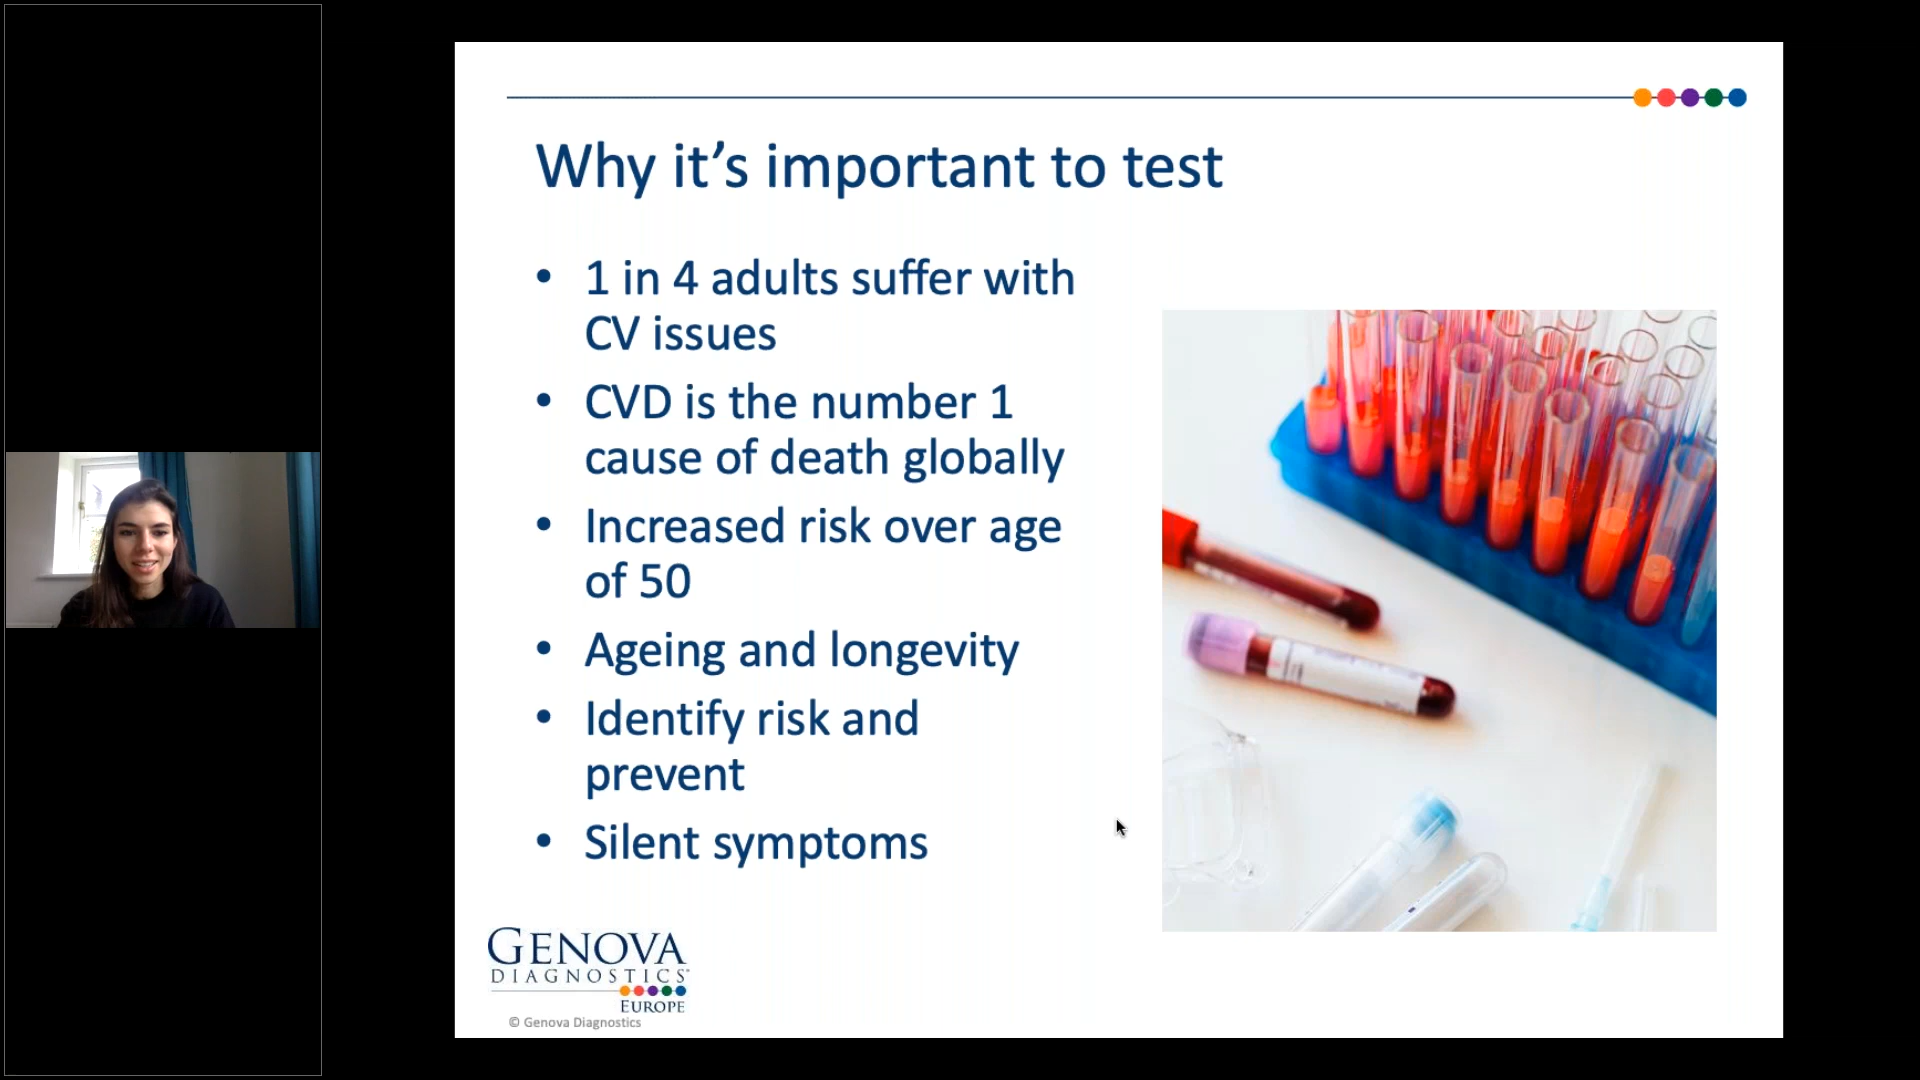 Why it’s important to test
• 1 in 4 adults suffer with
CV issues
• CVD is the number 1
cause of death globally
• Increased risk over age
of 50
• Ageing and longevity
• Identify risk and
prevent
• Silent symptoms
GENOVA
DIAGNOSTICS
EUROPE
© Genova Diagnostics